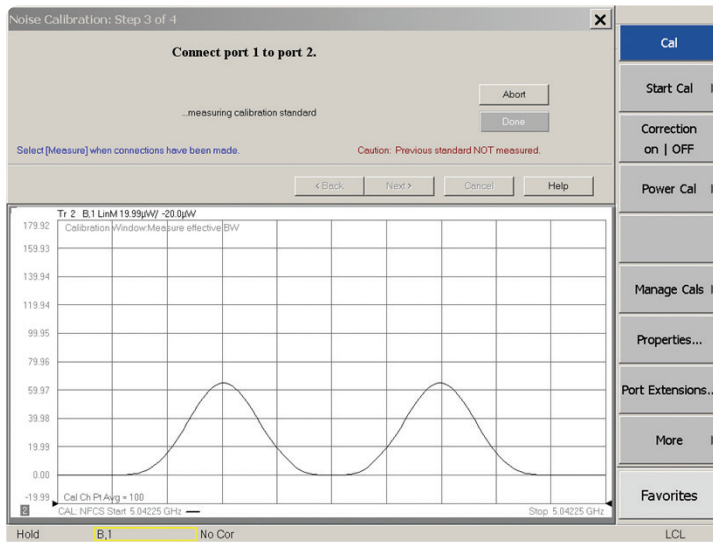 Noise Calibration: Step 3 of 4
Connect port 1 to port 2.
Abort
...measuring calibration standard
Done
Select [Measure] when connections have been made.
Caution: Previous standard NOT measured.
< Back
Next >
Cancel
Help
Tr 2 B,1 LinM 19.99µW/ -20.0µW
Calibration Window:Measure effective BW
179.92
159.93
139.94
119.94
99.95
79.96
59.97
39.98
19.99
0.00
-19.99
Cal Ch Pt Avg = 100
2
CAL: NFCS Start 5.04225 GHz
Stop 5.04225 GHz
Hold
B,1
No Cor
LCL
Cal
Start Cal
Correction
on | OFF
Power Cal
Manage Cals
Properties...
Port Extensions..
More
Favorites